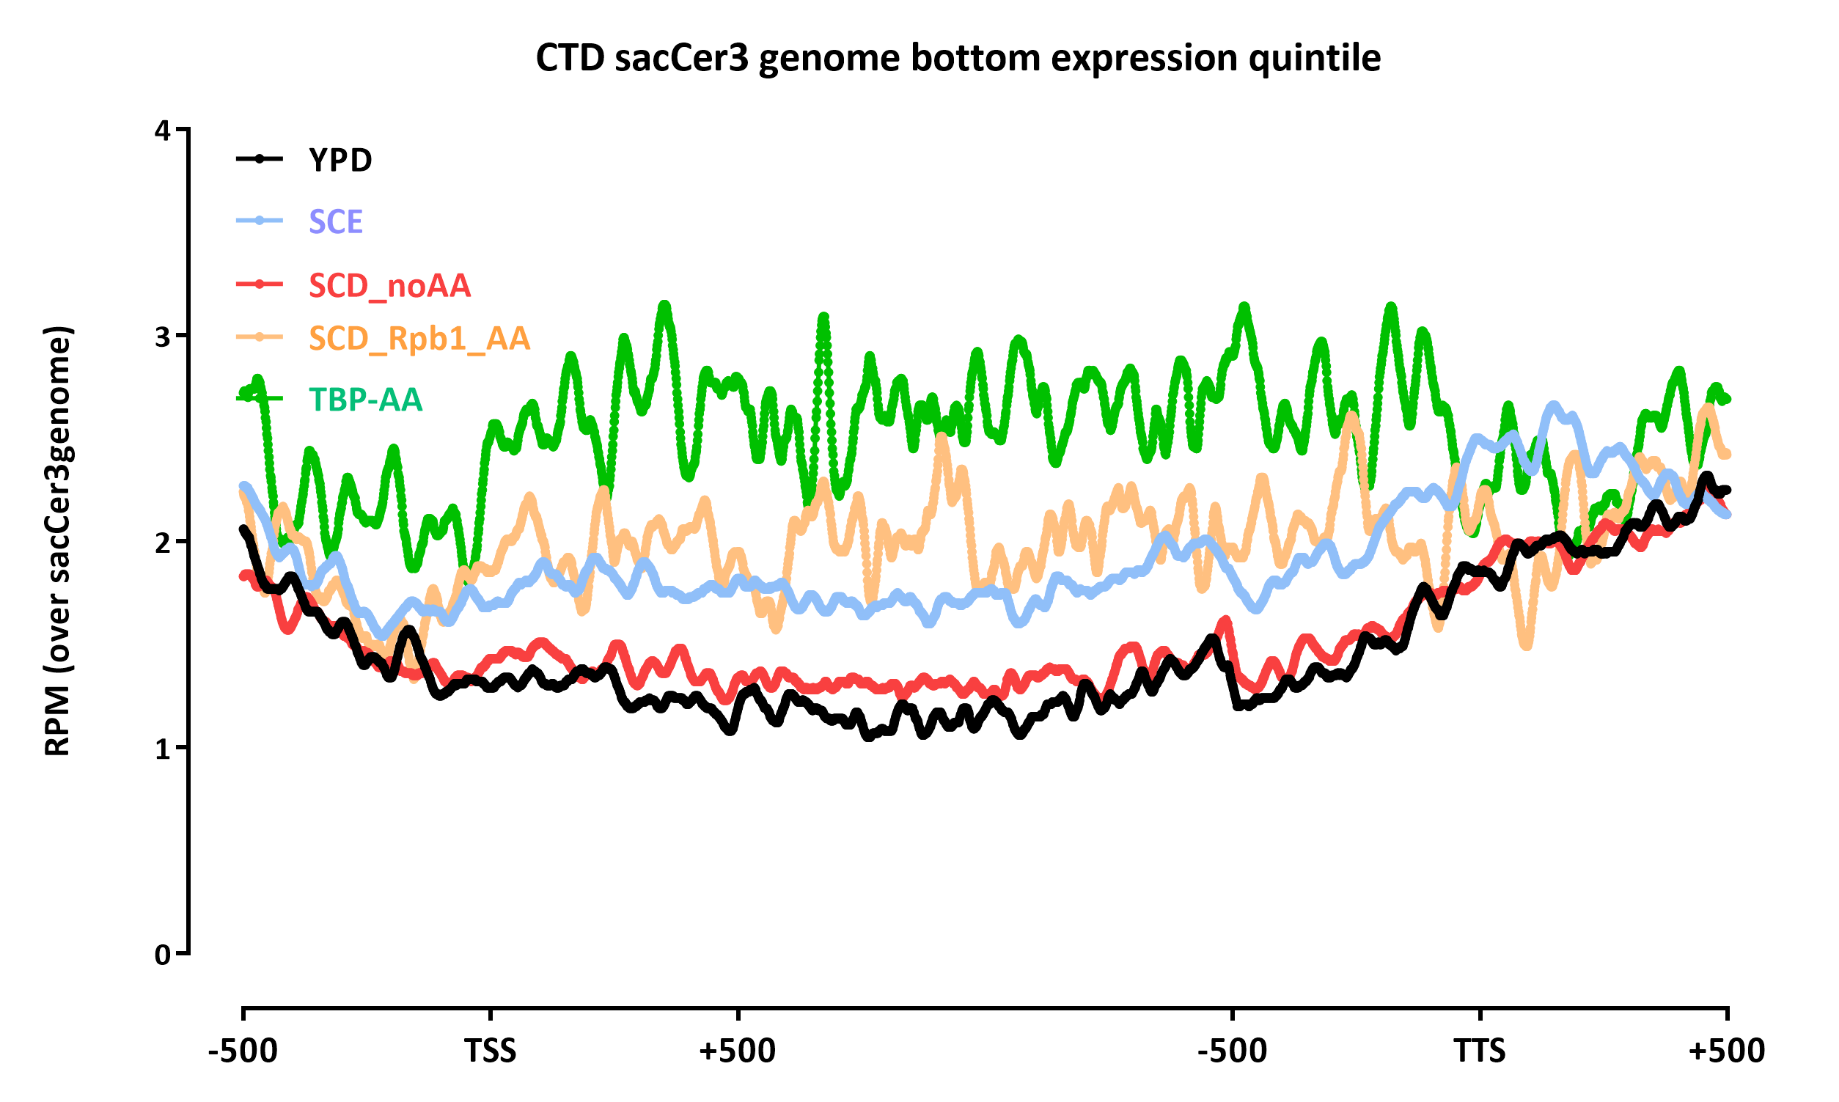 CTD sacCer3 genome bottom expression quintile
RPM (over sacCer3genome)
4
3
2
1
0
YPD
SCE
SCD_noAA
SCD_Rpb1_AA
TBP-AA
-500 TSS +500 -500 TTS +500